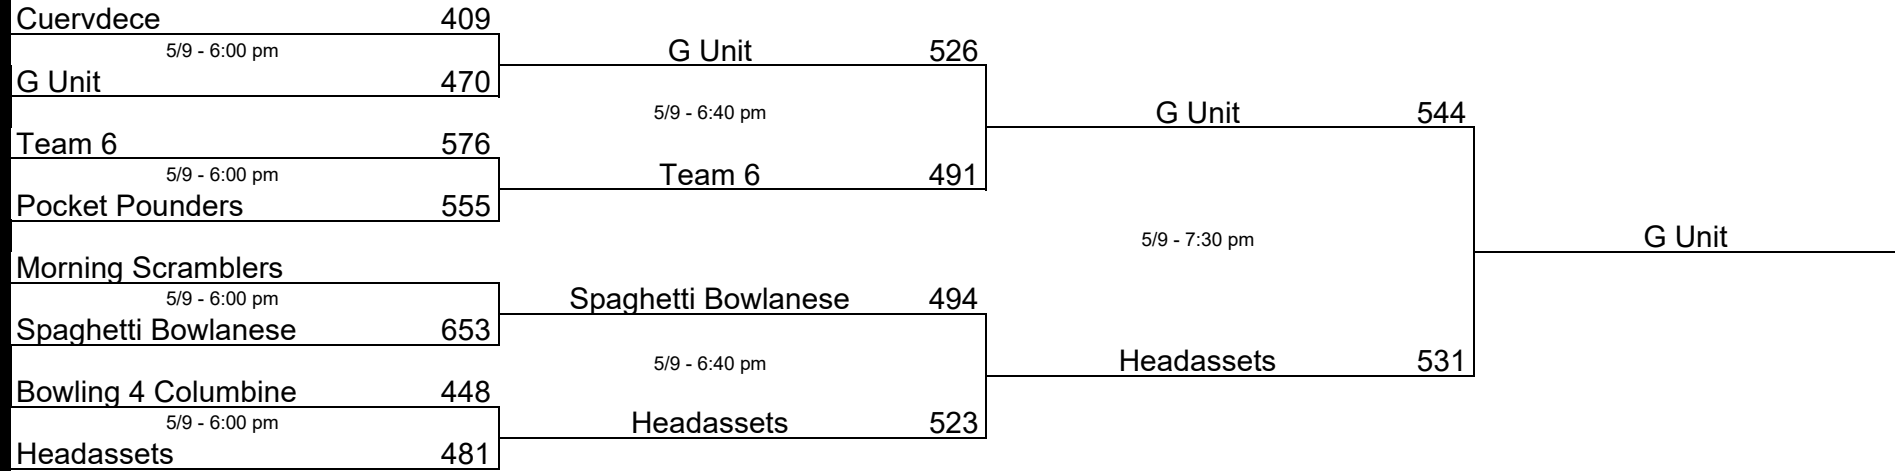 Cuervdece 409
5/9 - 6:00 pm
G Unit 470
Team 6 576
5/9 - 6:00 pm
Pocket Pounders 555
Morning Scramblers
5/9 - 6:00 pm
Spaghetti Bowlanese 653
Bowling 4 Columbine 448
5/9 - 6:00 pm
Headassets 481
G Unit 526
5/9 - 6:40 pm
Team 6 491
Spaghetti Bowlanese 494
5/9 - 6:40 pm
Headassets 523
G Unit 544
5/9 - 7:30 pm
Headassets 531
G Unit